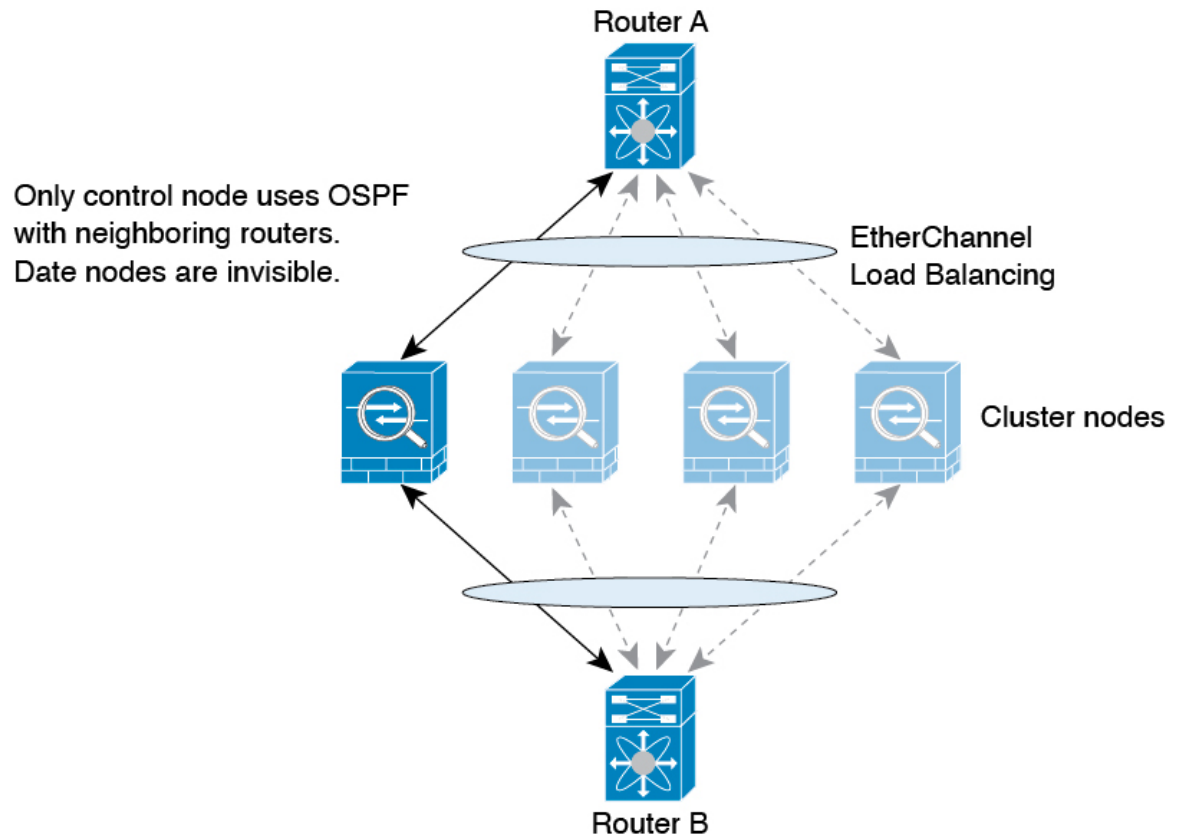 Router A
Only control node uses OSPF
with neighboring routers.
Date nodes are invisible.
EtherChannel
Load Balancing
Cluster nodes
Router B